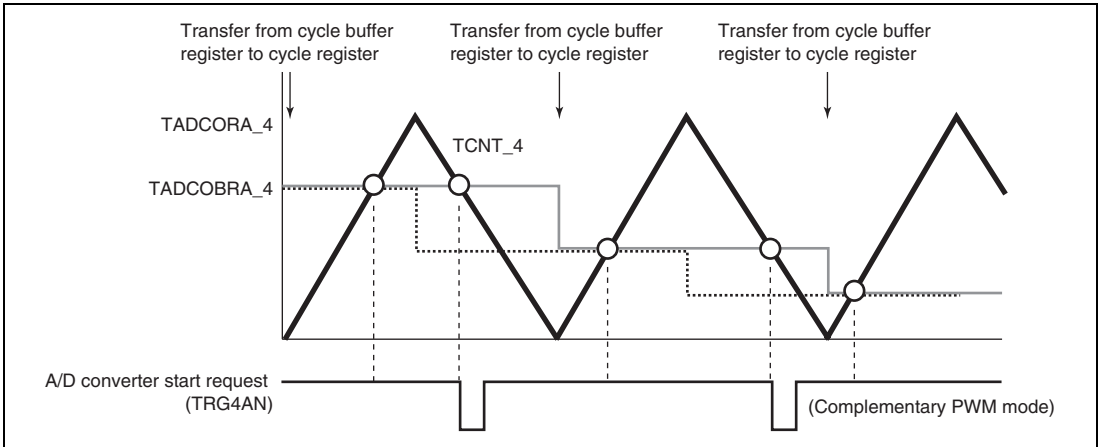 Transfer from cycle buffer
register to cycle register
Transfer from cycle buffer
register to cycle register
Transfer from cycle buffer
register to cycle register
TADCORA_4
TCNT_4
TADCOBRA_4
A/D converter start request
(TRG4AN)
(Complementary PWM mode)